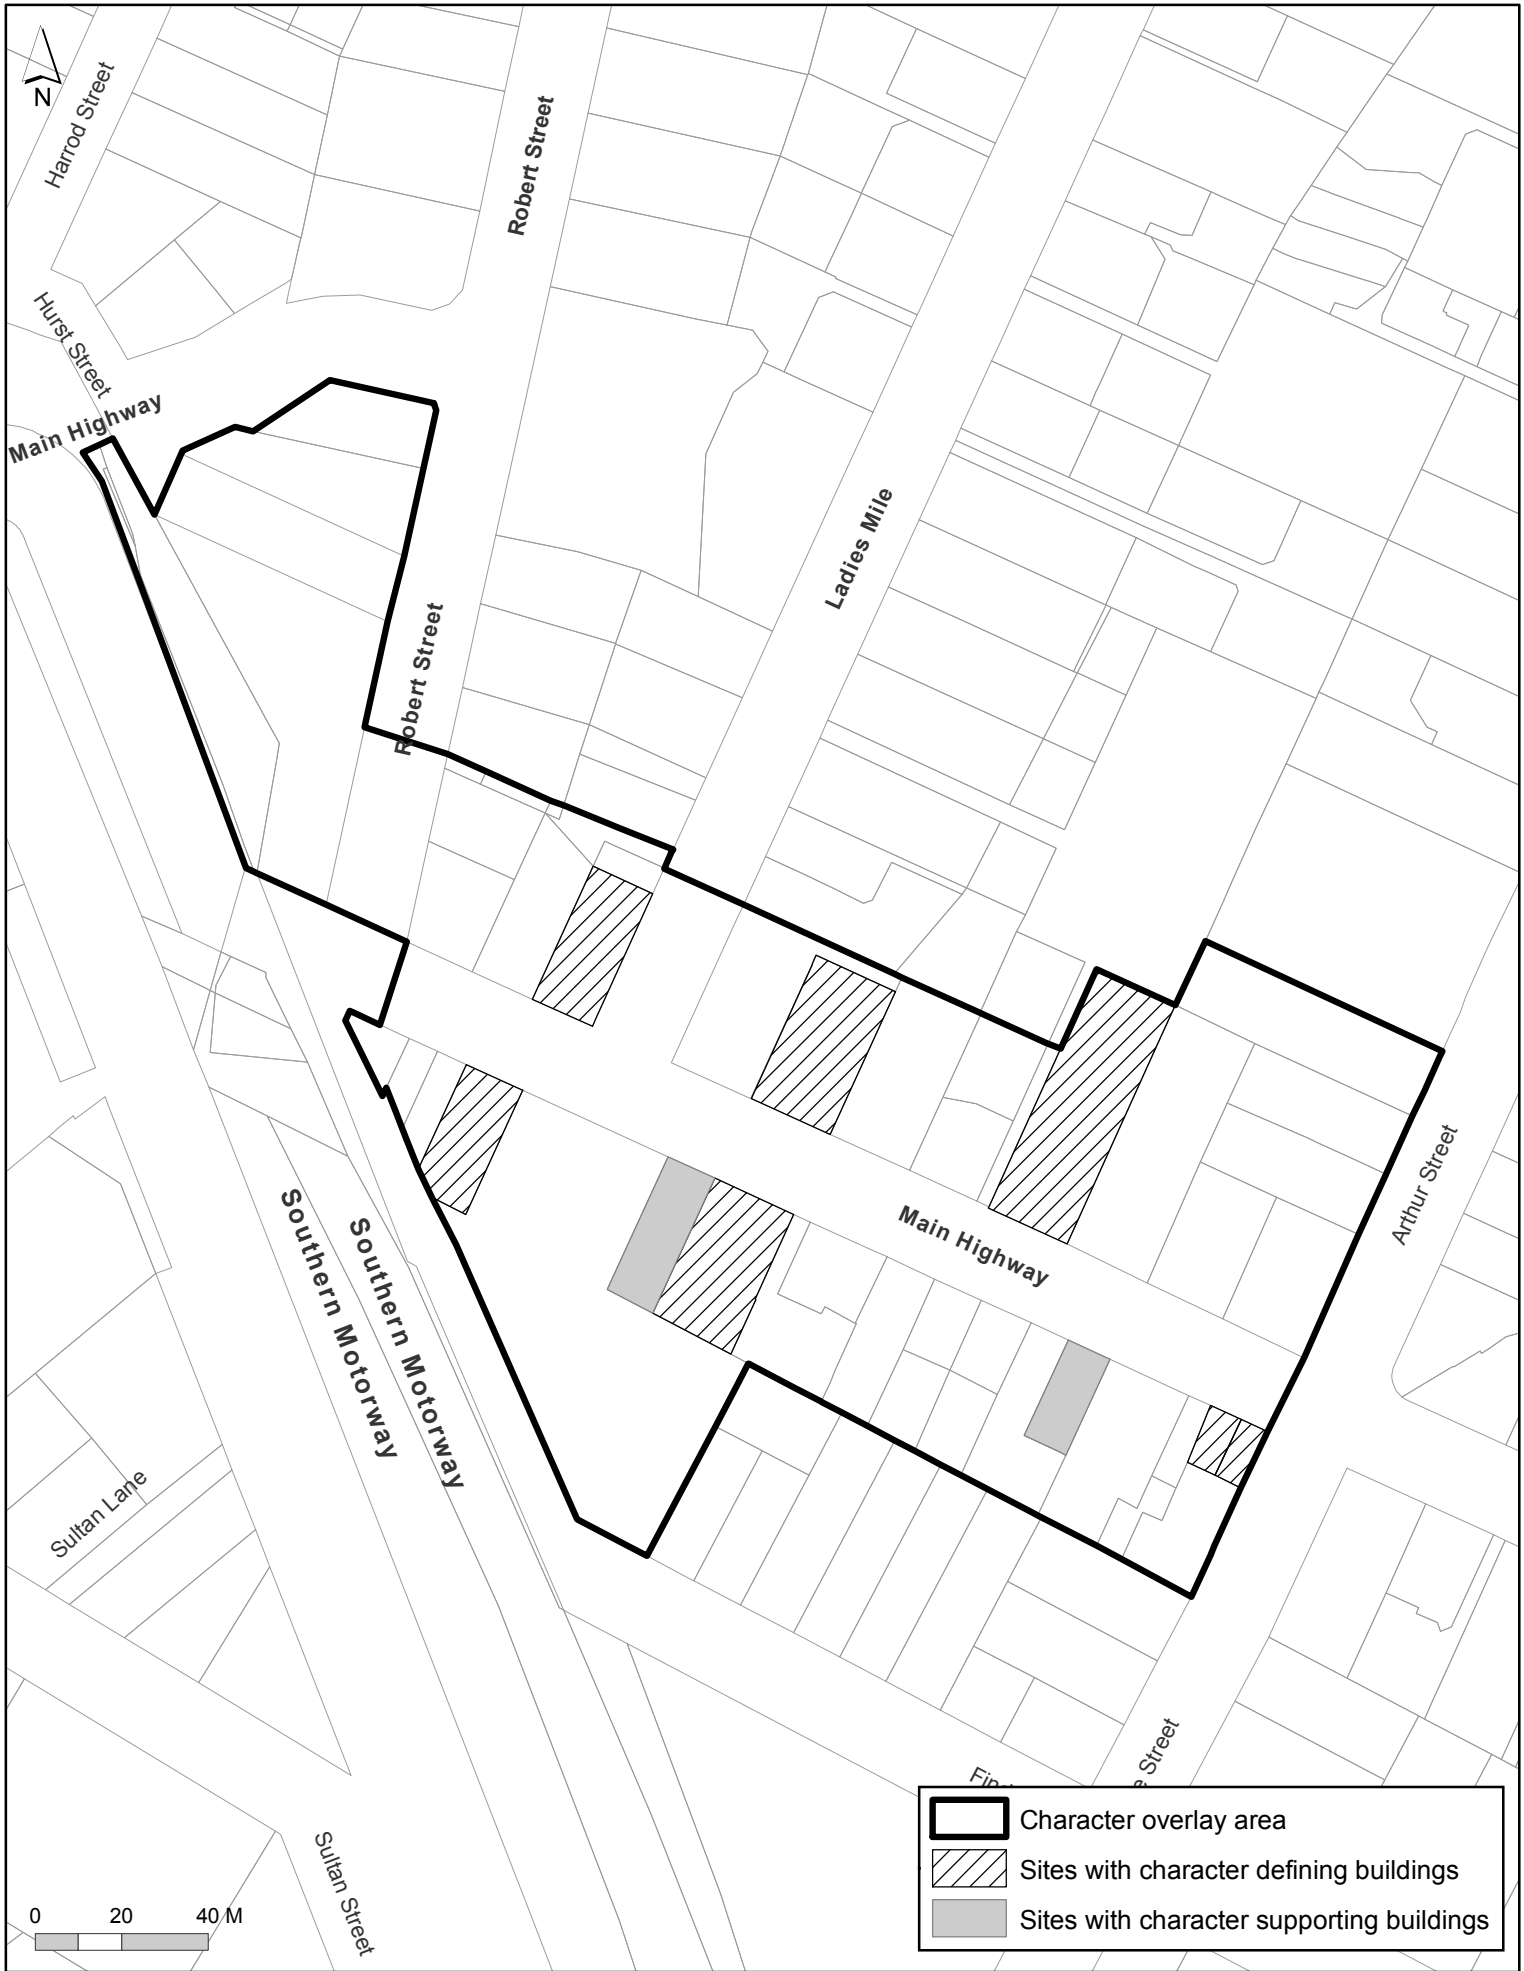 N
Harrod Street
Robert Street
Hurst Street
Main Highway
Ladies Mile
Robert Street
Arthur Street
Main Highway
Southern Motorway
Southern Motorway
Sultan Lane
Sultan Street
e Street
Character overlay area
Sites with character defining buildings
Sites with character supporting buildings
0 20 40 M